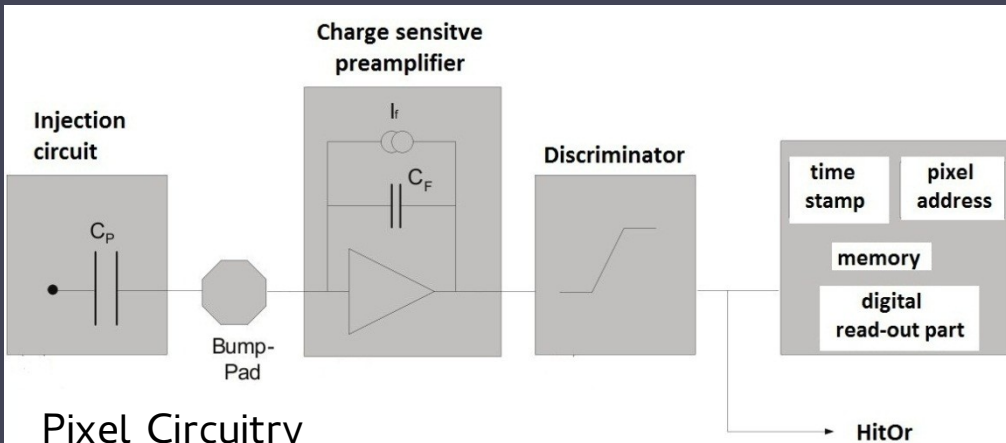 Charge sensitve
preamplifier
Injection
circuit
I_f
C_F
Discriminator
time
stamp
pixel
address
C_P
memory
digital
read-out part
Bump-
Pad
Pixel Circuitry
HitOr